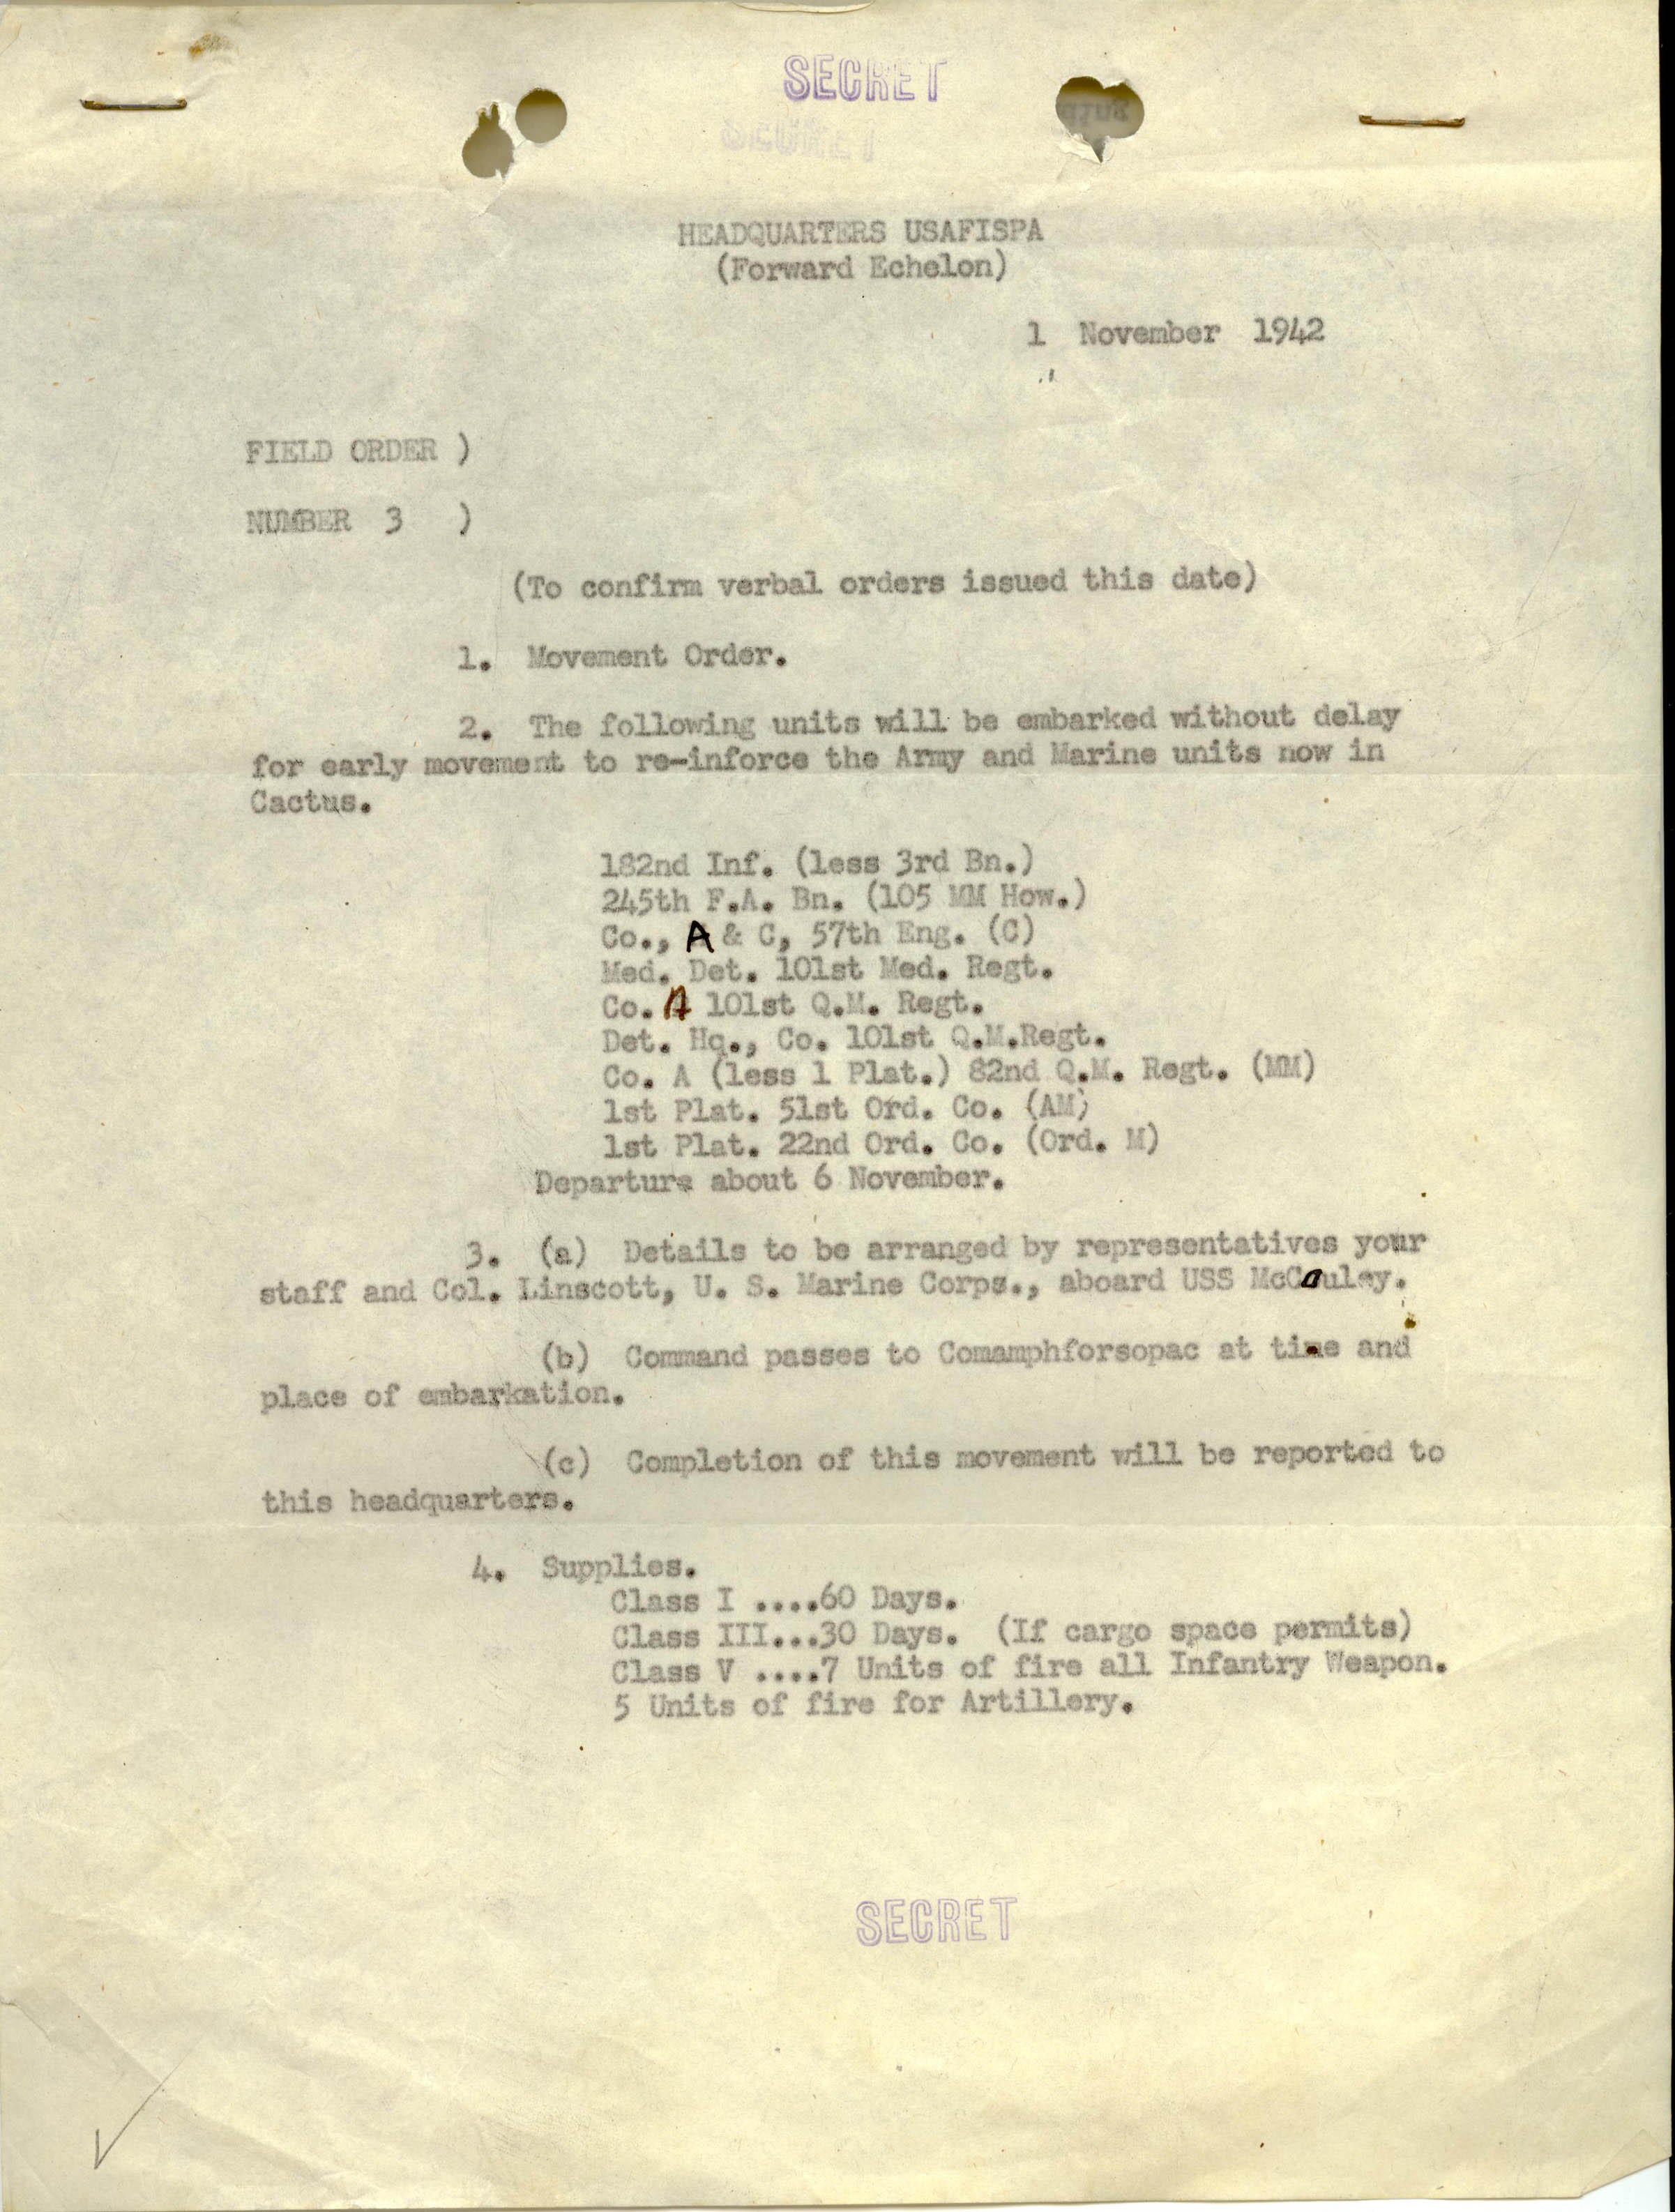 SECRET
SECRET
HEADQUARTERS USAFISPA
(Forward Echelon)
1 November 1942
FIELD ORDER )
NUMBER 3 )
(To confirm verbal orders issued this date)
1. Movement Order.
2. The following units will be embarked without delay
for early movement to re-inforce the Army and Marine units now in
Cactus.
182nd Inf. (less 3rd Bn.)
245th F.A. Bn. (105 MM How.)
Co., A & C, 57th Eng. (C)
Med. Det. 101st Med. Regt.
Co. A 101st Q.M. Regt.
Det. Hq., Co. 101st Q.M.Regt.
Co. A (less 1 Plat.) 82nd Q.M. Regt. (MM)
1st Plat. 51st Ord. Co. (AM)
1st Plat. 22nd Ord. Co. (Ord. M)
Departure about 6 November.
3. (a) Details to be arranged by representatives your
staff and Col. Linscott, U. S. Marine Corps., aboard USS McCauley.
(b) Command passes to Comamphforsopac at time and
place of embarkation.
(c) Completion of this movement will be reported to
this headquarters.
4. Supplies.
Class I ....60 Days.
Class III...30 Days. (If cargo space permits)
Class V ....7 Units of fire all Infantry Weapon.
5 Units of fire for Artillery.
SECRET